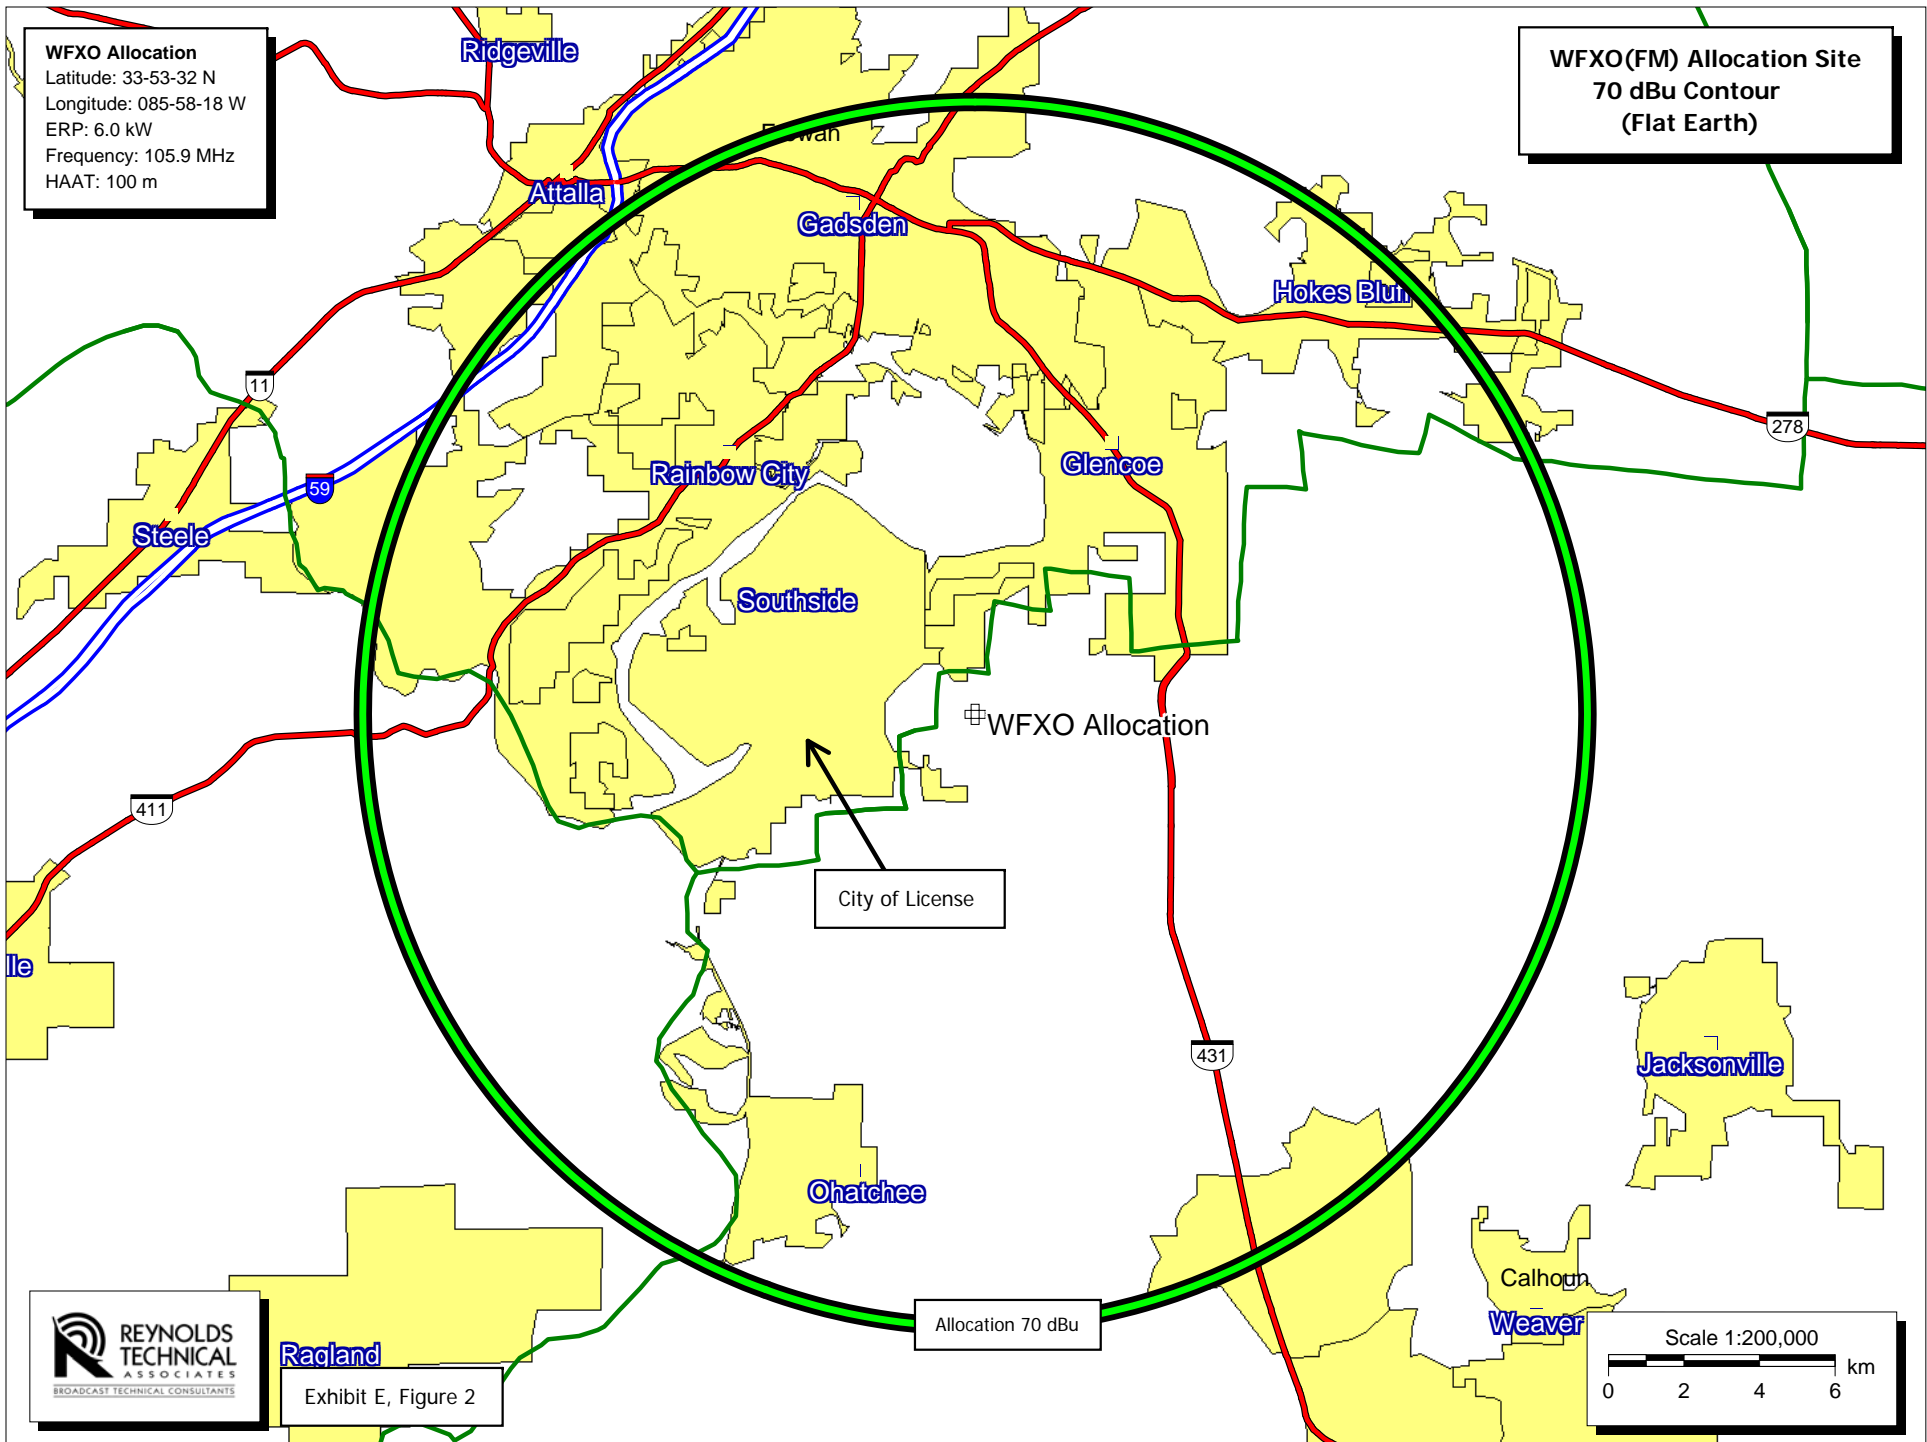 WFXO Allocation
Latitude: 33-53-32 N
Longitude: 085-58-18 W
ERP: 6.0 kW
Frequency: 105.9 MHz
HAAT: 100 m
WFXO(FM) Allocation Site
70 dBu Contour
(Flat Earth)
Ridgeville
Attalla
Gadsden
Hokes Bluff
11
278
59
Rainbow City
Glencoe
Steele
Southside
WFXO Allocation
411
City of License
lle
431
Jacksonville
Ohatchee
Calhoun
Weaver
Allocation 70 dBu
Ragland
REYNOLDS
TECHNICAL
ASSOCIATES
BROADCAST TECHNICAL CONSULTANTS
Exhibit E, Figure 2
Scale 1:200,000
km
0 2 4 6